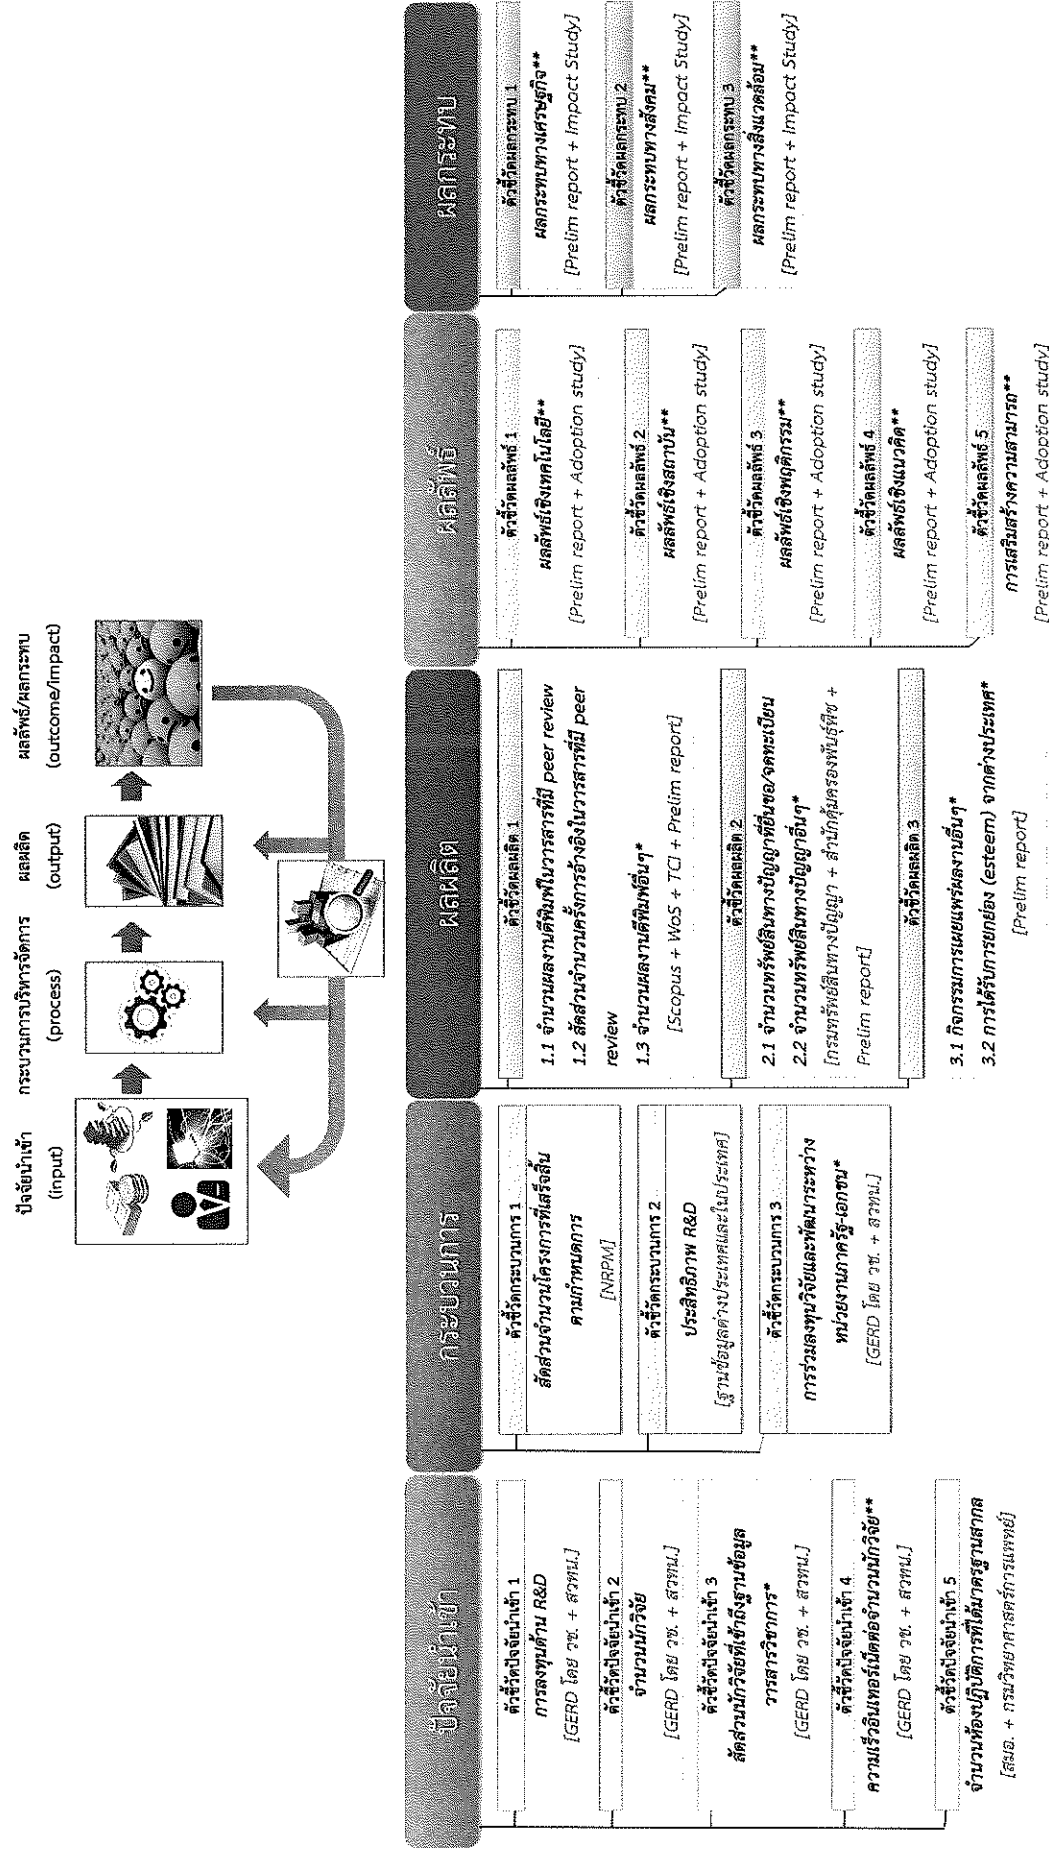 ปัจจัยนำเข้า
(input)
กระบวนการบริหารจัดการ
(process)
ผลผลิต
(output)
ผลลัพธ์/ผลกระทบ
(outcome/impact)
ปัจจัยนำเข้า
ตัวชี้วัดปัจจัยนำเข้า 1
การลงทุนด้าน R&D
[GERD โดย วช. + สวทน.]
ตัวชี้วัดปัจจัยนำเข้า 2
จำนวนนักวิจัย
[GERD โดย วช. + สวทน.]
ตัวชี้วัดปัจจัยนำเข้า 3
สัดส่วนนักวิจัยที่เข้าถึงฐานข้อมูล
วารสารวิชาการ*
[GERD โดย วช. + สวทน.]
ตัวชี้วัดปัจจัยนำเข้า 4
ความเร็วอินเทอร์เน็ตต่อจำนวนนักวิจัย**
[GERD โดย วช. + สวทน.]
ตัวชี้วัดปัจจัยนำเข้า 5
จำนวนห้องปฏิบัติการที่ได้มาตรฐานสากล
[สมอ. + กรมวิทยาศาสตร์การแพทย์]
กระบวนการ
ตัวชี้วัดกระบวนการ 1
สัดส่วนจำนวนโครงการที่เสร็จสิ้น
ตามกำหนดการ
[NRPM]
ตัวชี้วัดกระบวนการ 2
ประสิทธิภาพ R&D
[ฐานข้อมูลต่างประเทศและในประเทศ]
ตัวชี้วัดกระบวนการ 3
การร่วมลงทุนวิจัยและพัฒนาระหว่าง
หน่วยงานภาครัฐ-เอกชน*
[GERD โดย วช. + สวทน.]
ผลผลิต
ตัวชี้วัดผลผลิต 1
1.1 จำนวนผลงานตีพิมพ์ในวารสารที่มี peer review
1.2 สัดส่วนจำนวนครั้งการอ้างอิงในวารสารที่มี peer
review
1.3 จำนวนผลงานตีพิมพ์อื่นๆ*
[Scopus + WoS + TCI + Prelim report]
ตัวชี้วัดผลผลิต 2
2.1 จำนวนทรัพย์สินทางปัญญาที่ยื่นขอ/จดทะเบียน
2.2 จำนวนทรัพย์สินทางปัญญาอื่นๆ*
[กรมทรัพย์สินทางปัญญา + สำนักคุ้มครองพันธุ์พืช +
Prelim report]
ตัวชี้วัดผลผลิต 3
3.1 กิจกรรมการเผยแพร่ผลงานอื่นๆ*
3.2 การได้รับการยกย่อง (esteem) จากต่างประเทศ*
[Prelim report]
ผลลัพธ์
ตัวชี้วัดผลลัพธ์ 1
ผลลัพธ์เชิงเทคโนโลยี**
[Prelim report + Adoption study]
ตัวชี้วัดผลลัพธ์ 2
ผลลัพธ์เชิงสถาบัน**
[Prelim report + Adoption study]
ตัวชี้วัดผลลัพธ์ 3
ผลลัพธ์เชิงพฤติกรรม**
[Prelim report + Adoption study]
ตัวชี้วัดผลลัพธ์ 4
ผลลัพธ์เชิงแนวคิด**
[Prelim report + Adoption study]
ตัวชี้วัดผลลัพธ์ 5
การเสริมสร้างความสามารถ**
[Prelim report + Adoption study]
ผลกระทบ
ตัวชี้วัดผลกระทบ 1
ผลกระทบทางเศรษฐกิจ**
[Prelim report + Impact Study]
ตัวชี้วัดผลกระทบ 2
ผลกระทบทางสังคม**
[Prelim report + Impact Study]
ตัวชี้วัดผลกระทบ 3
ผลกระทบทางสิ่งแวดล้อม**
[Prelim report + Impact Study]